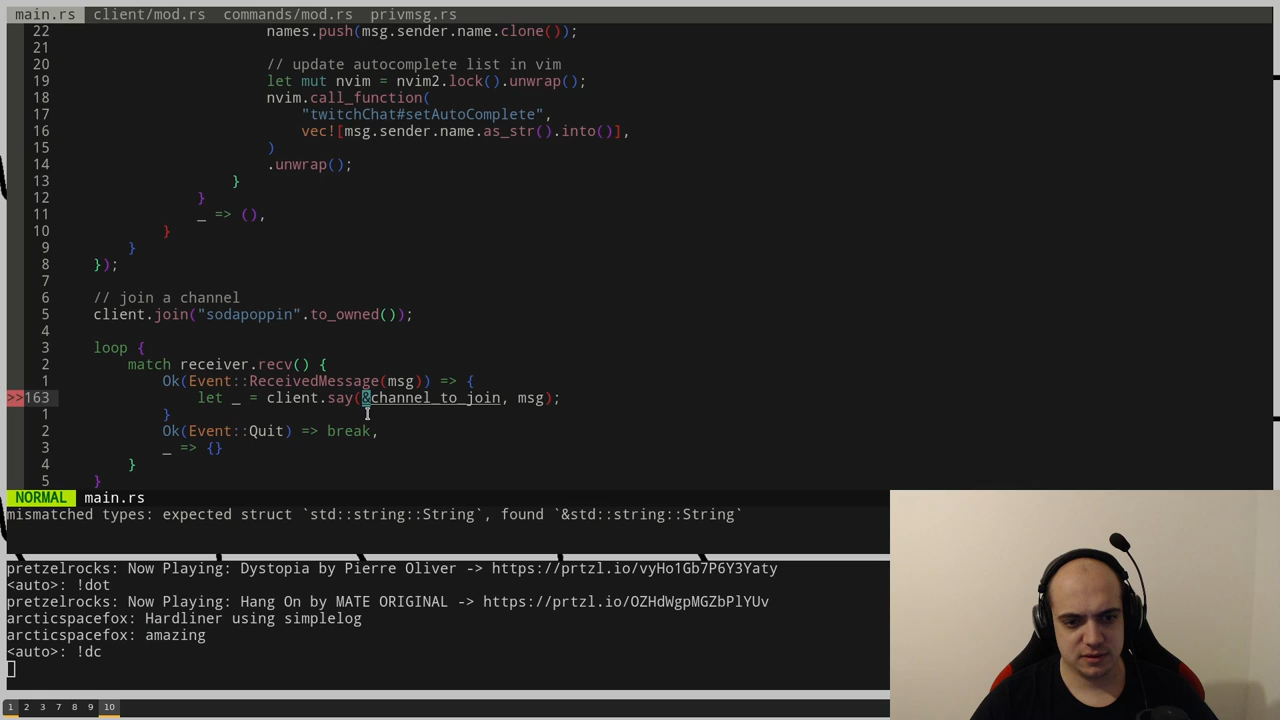 main.rs client/mod.rs commands/mod.rs privmsg.rs
22 names.push(msg.sender.name.clone());
21
20 // update autocomplete list in vim
19 let mut nvim = nvim2.lock().unwrap();
18 nvim.call_function(
17 "twitchChat#setAutoComplete",
16 vec![msg.sender.name.as_str().into()],
15 )
14 .unwrap();
13 }
12 }
11 _ => (),
10 }
9 }
8 });
7
6 // join a channel
5 client.join("sodapoppin".to_owned());
4
3 loop {
2 match receiver.recv() {
1 Ok(Event::ReceivedMessage(msg)) => {
>>163 let _ = client.say(&channel_to_join, msg);
1 }
2 Ok(Event::Quit) => break,
3 _ => {}
4 }
5 }
NORMAL main.rs
mismatched types: expected struct `std::string::String`, found `&std::string::String`
pretzelrocks: Now Playing: Dystopia by Pierre Oliver -> https://prtzl.io/vyHo1Gb7P6Y3Yaty
<auto>: !dot
pretzelrocks: Now Playing: Hang On by MATE ORIGINAL -> https://prtzl.io/OZHdWgpMGZbPlYUv
arcticspacefox: Hardliner using simplelog
arcticspacefox: amazing
<auto>: !dc
1 2 3 7 8 9 10